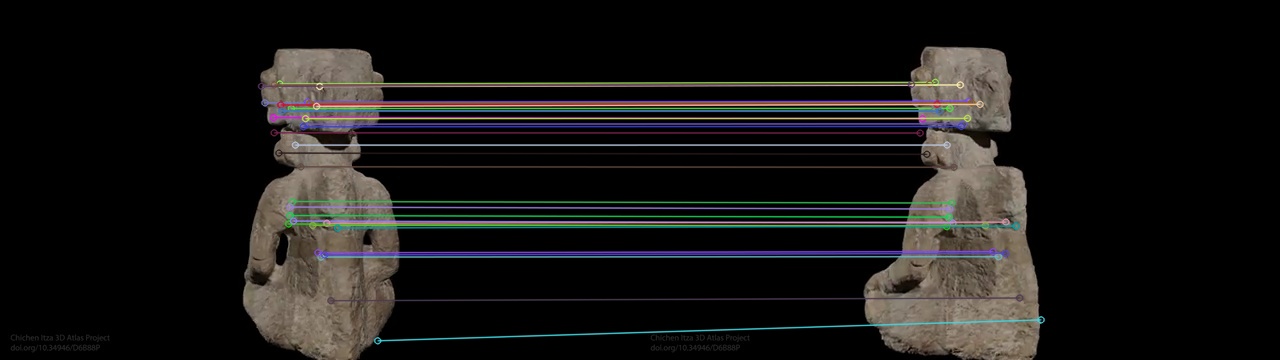 Chichen Itza 3D Atlas Project
doi.org/10.34946/D6B88P
Chichen Itza 3D Atlas Project
doi.org/10.34946/D6B88P